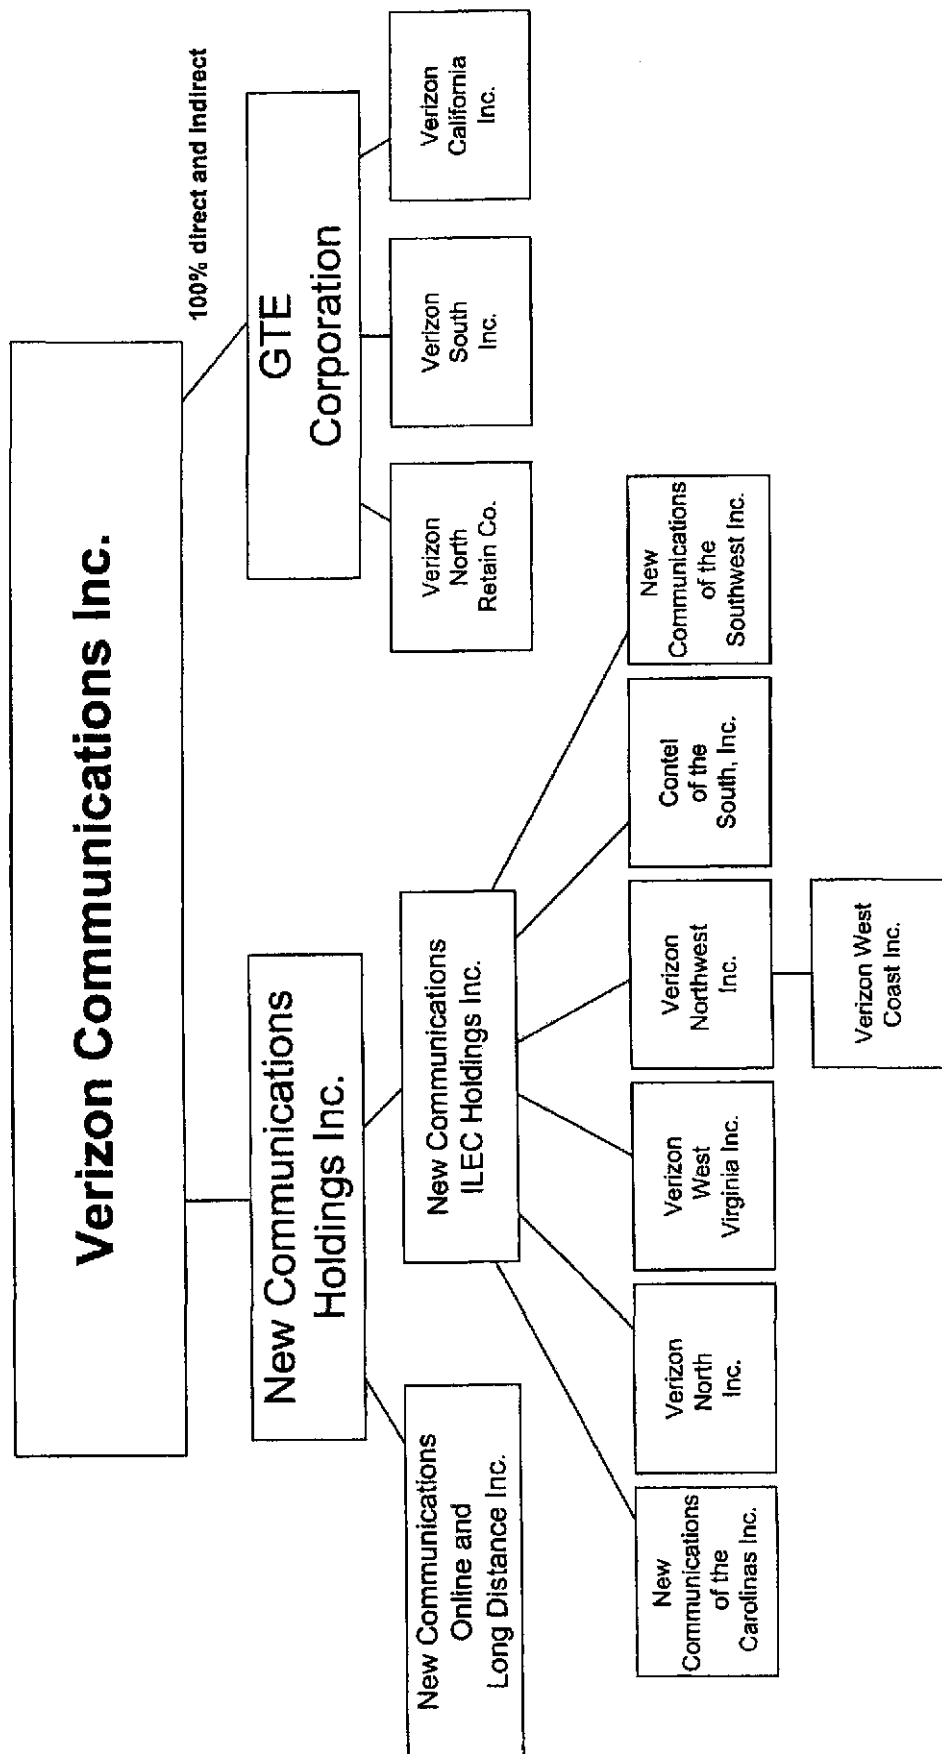 Verizon Communications Inc.
100% direct and Indirect
New Communications
Holdings Inc.
GTE
Corporation
New Communications
Online and
Long Distance Inc.
New Communications
ILEC Holdings Inc.
Verizon
North
Retain Co.
Verizon
South
Inc.
Verizon
California
Inc.
New
Communications
of the
Carolinas Inc.
Verizon
North
Inc.
Verizon
West
Virginia Inc.
Verizon
Northwest
Inc.
Contel
of the
South, Inc.
New
Communications
of the
Southwest Inc.
Verizon West
Coast Inc.